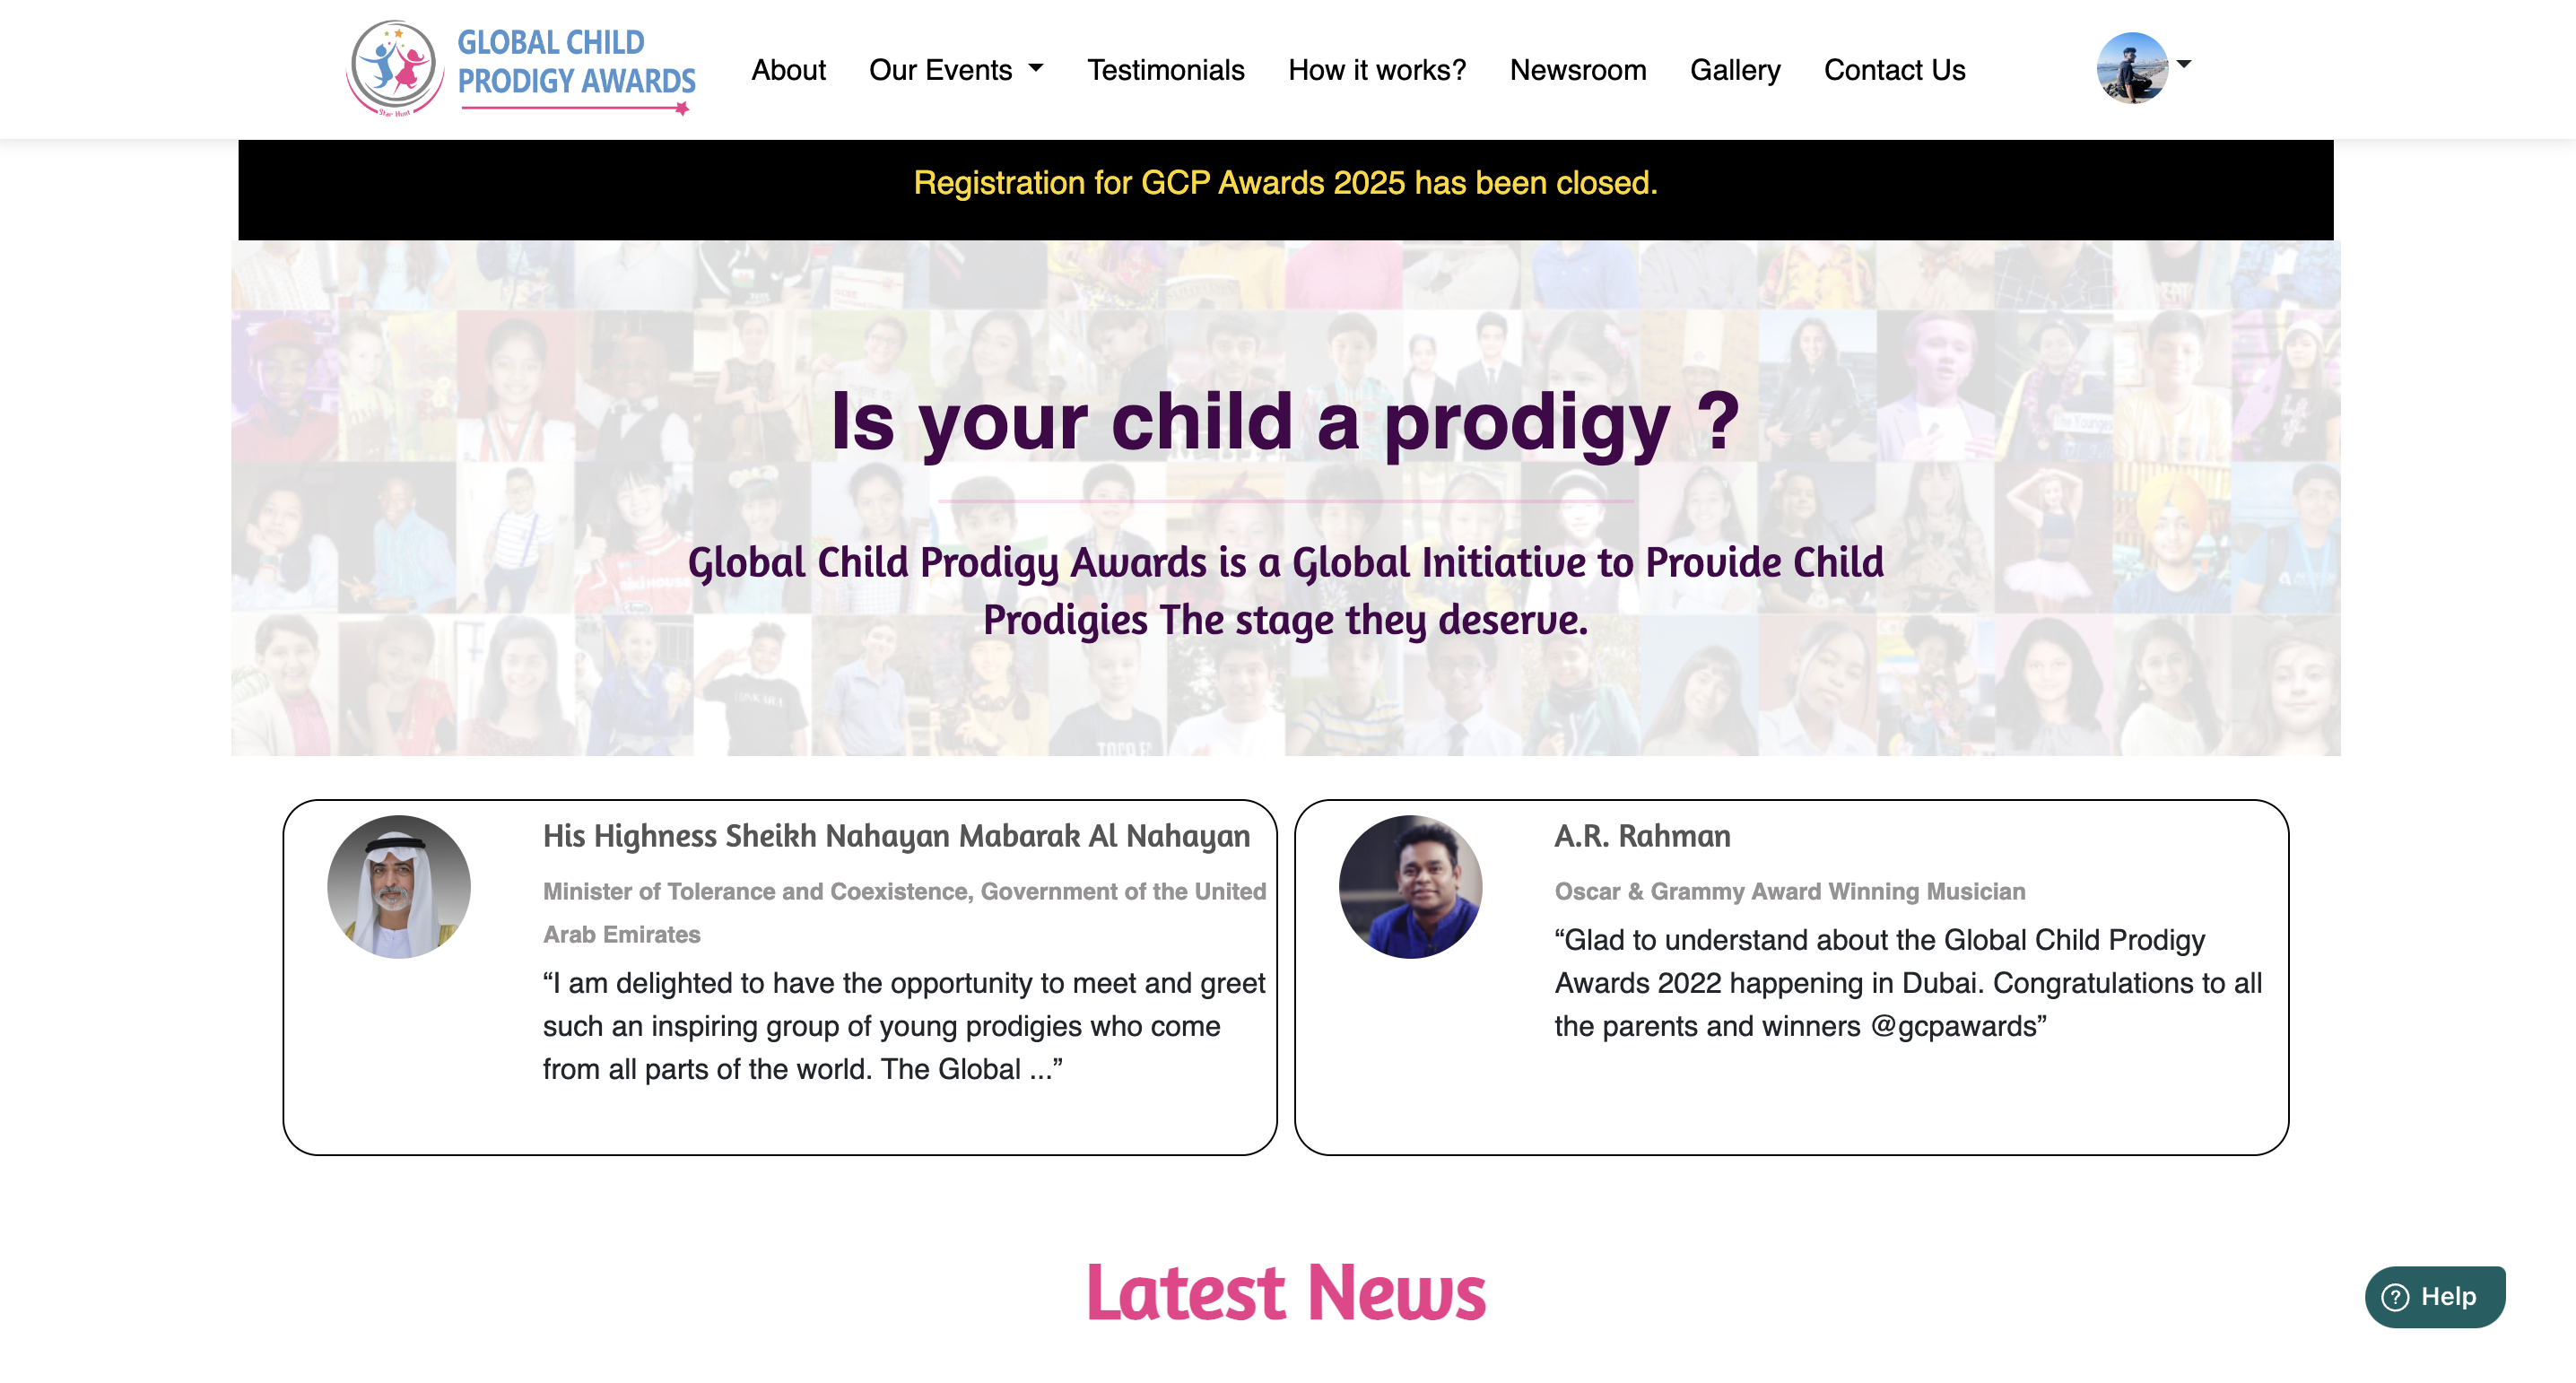 GLOBAL CHILD
PRODIGY AWARDS
Star Hunt
About
Our Events
Testimonials
How it works?
Newsroom
Gallery
Contact Us
Registration for GCP Awards 2025 has been closed.
Is your child a prodigy ?
Global Child Prodigy Awards is a Global Initiative to Provide Child
Prodigies The stage they deserve.
His Highness Sheikh Nahayan Mabarak Al Nahayan
Minister of Tolerance and Coexistence, Government of the United
Arab Emirates
“I am delighted to have the opportunity to meet and greet
such an inspiring group of young prodigies who come
from all parts of the world. The Global ...”
A.R. Rahman
Oscar & Grammy Award Winning Musician
“Glad to understand about the Global Child Prodigy
Awards 2022 happening in Dubai. Congratulations to all
the parents and winners @gcpawards”
Latest News
? Help